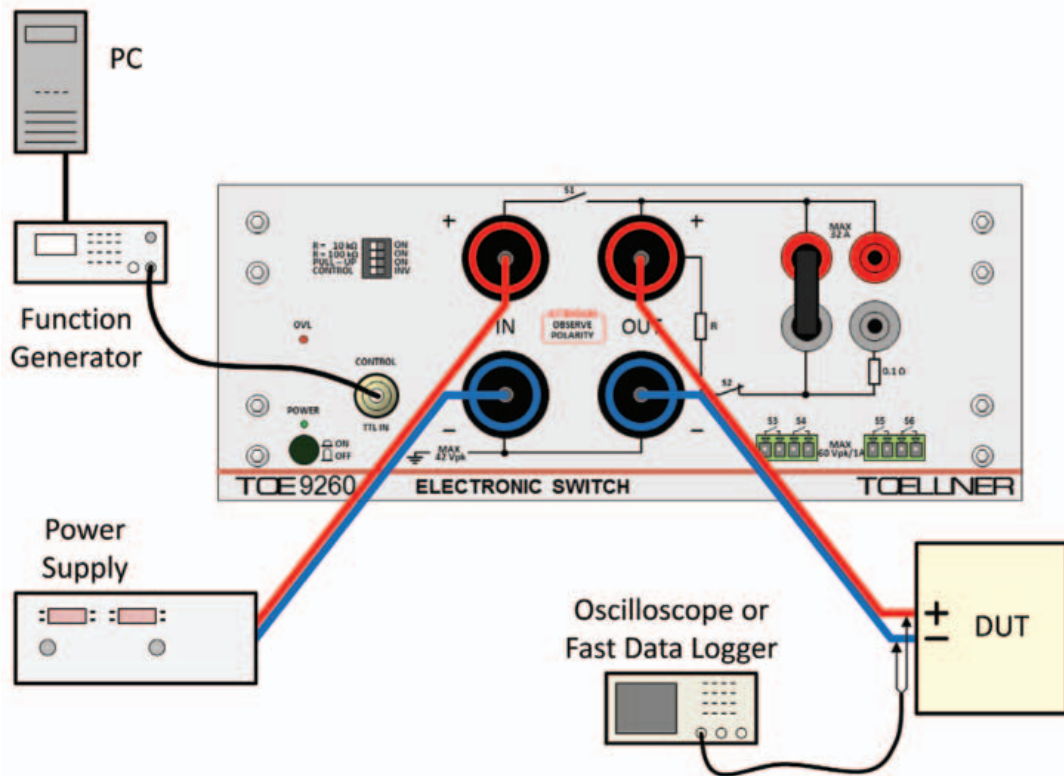 PC
Function
Generator
R = 10 kΩ ON
R = 100 kΩ ON
PULL - UP ON
CONTROL INV
OVL
CONTROL
POWER
TTL IN
ON
OFF
S1
+
+
IN
OBSERVE
POLARITY
OUT
R
MAX
32 A
S2
0.1 Ω
−
−
MAX
42 Vpk
S3
S4
MAX
60 Vpk/1A
S5
S6
TOE 9260
ELECTRONIC SWITCH
TOELLNER
Power
Supply
Oscilloscope or
Fast Data Logger
+
−
DUT